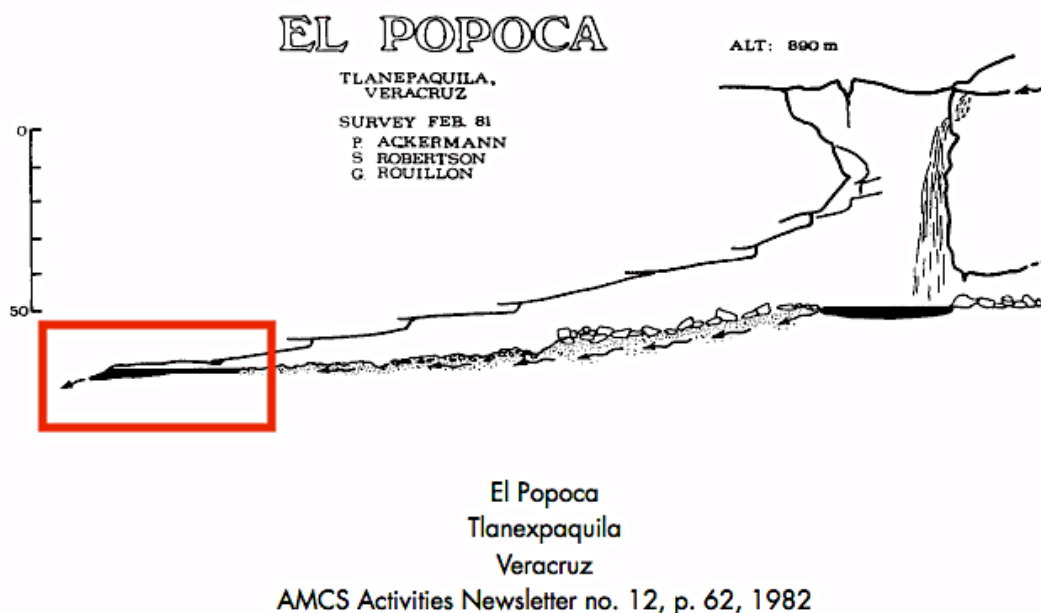 EL POPOCA
ALT: 890 m
TLANEPAQUILA,
VERACRUZ
SURVEY FEB. 81
P. ACKERMANN
S ROBERTSON
G. ROUILLON
0
50
El Popoca
Tlanexpaquila
Veracruz
AMCS Activities Newsletter no. 12, p. 62, 1982